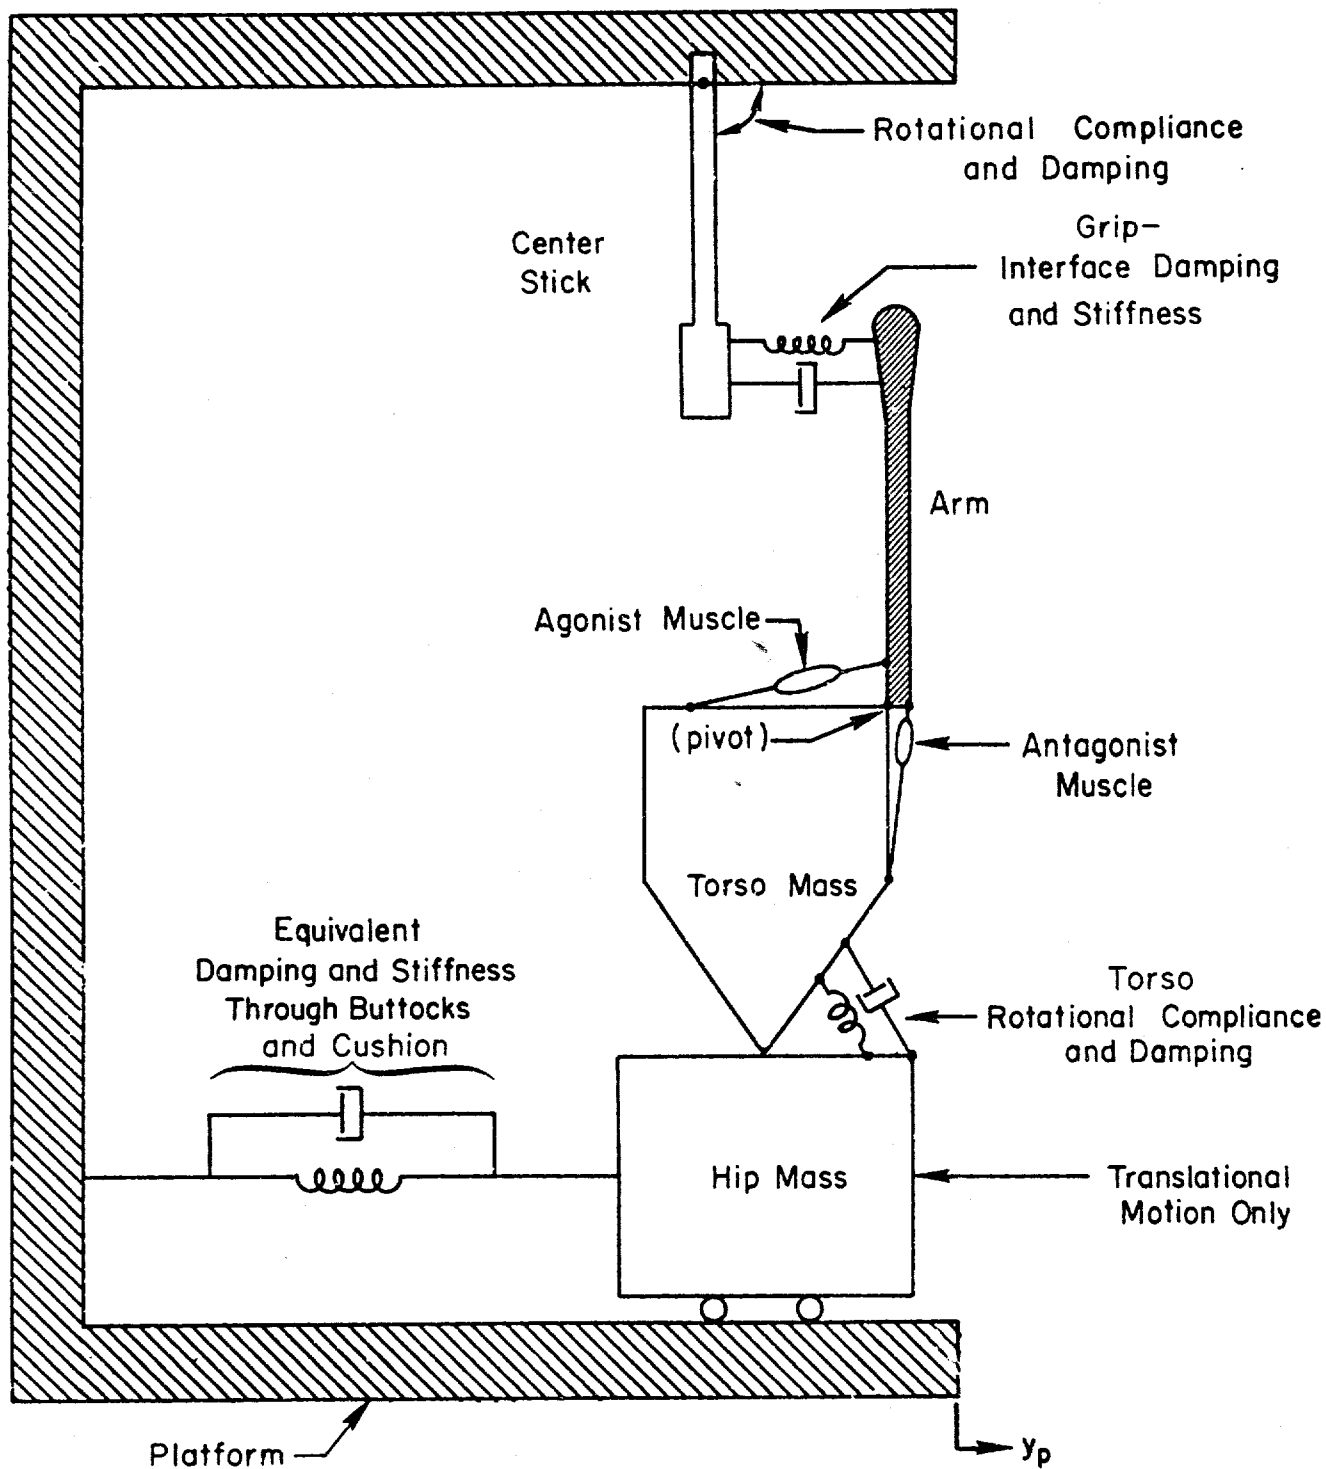 Rotational Compliance
and Damping
Center
Stick
Grip-
Interface Damping
and Stiffness
Arm
Agonist Muscle
(pivot)
Antagonist
Muscle
Torso Mass
Equivalent
Damping and Stiffness
Through Buttocks
and Cushion
Torso
Rotational Compliance
and Damping
Hip Mass
Translational
Motion Only
Platform
yp